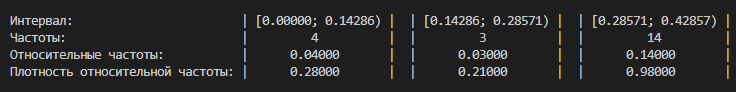 Интервал: | [0.00000; 0.14286) | | [0.14286; 0.28571) | | [0.28571; 0.42857) |
Частоты: | 4 | | 3 | | 14 |
Относительные частоты: | 0.04000 | | 0.03000 | | 0.14000 |
Плотность относительной частоты: | 0.28000 | | 0.21000 | | 0.98000 |